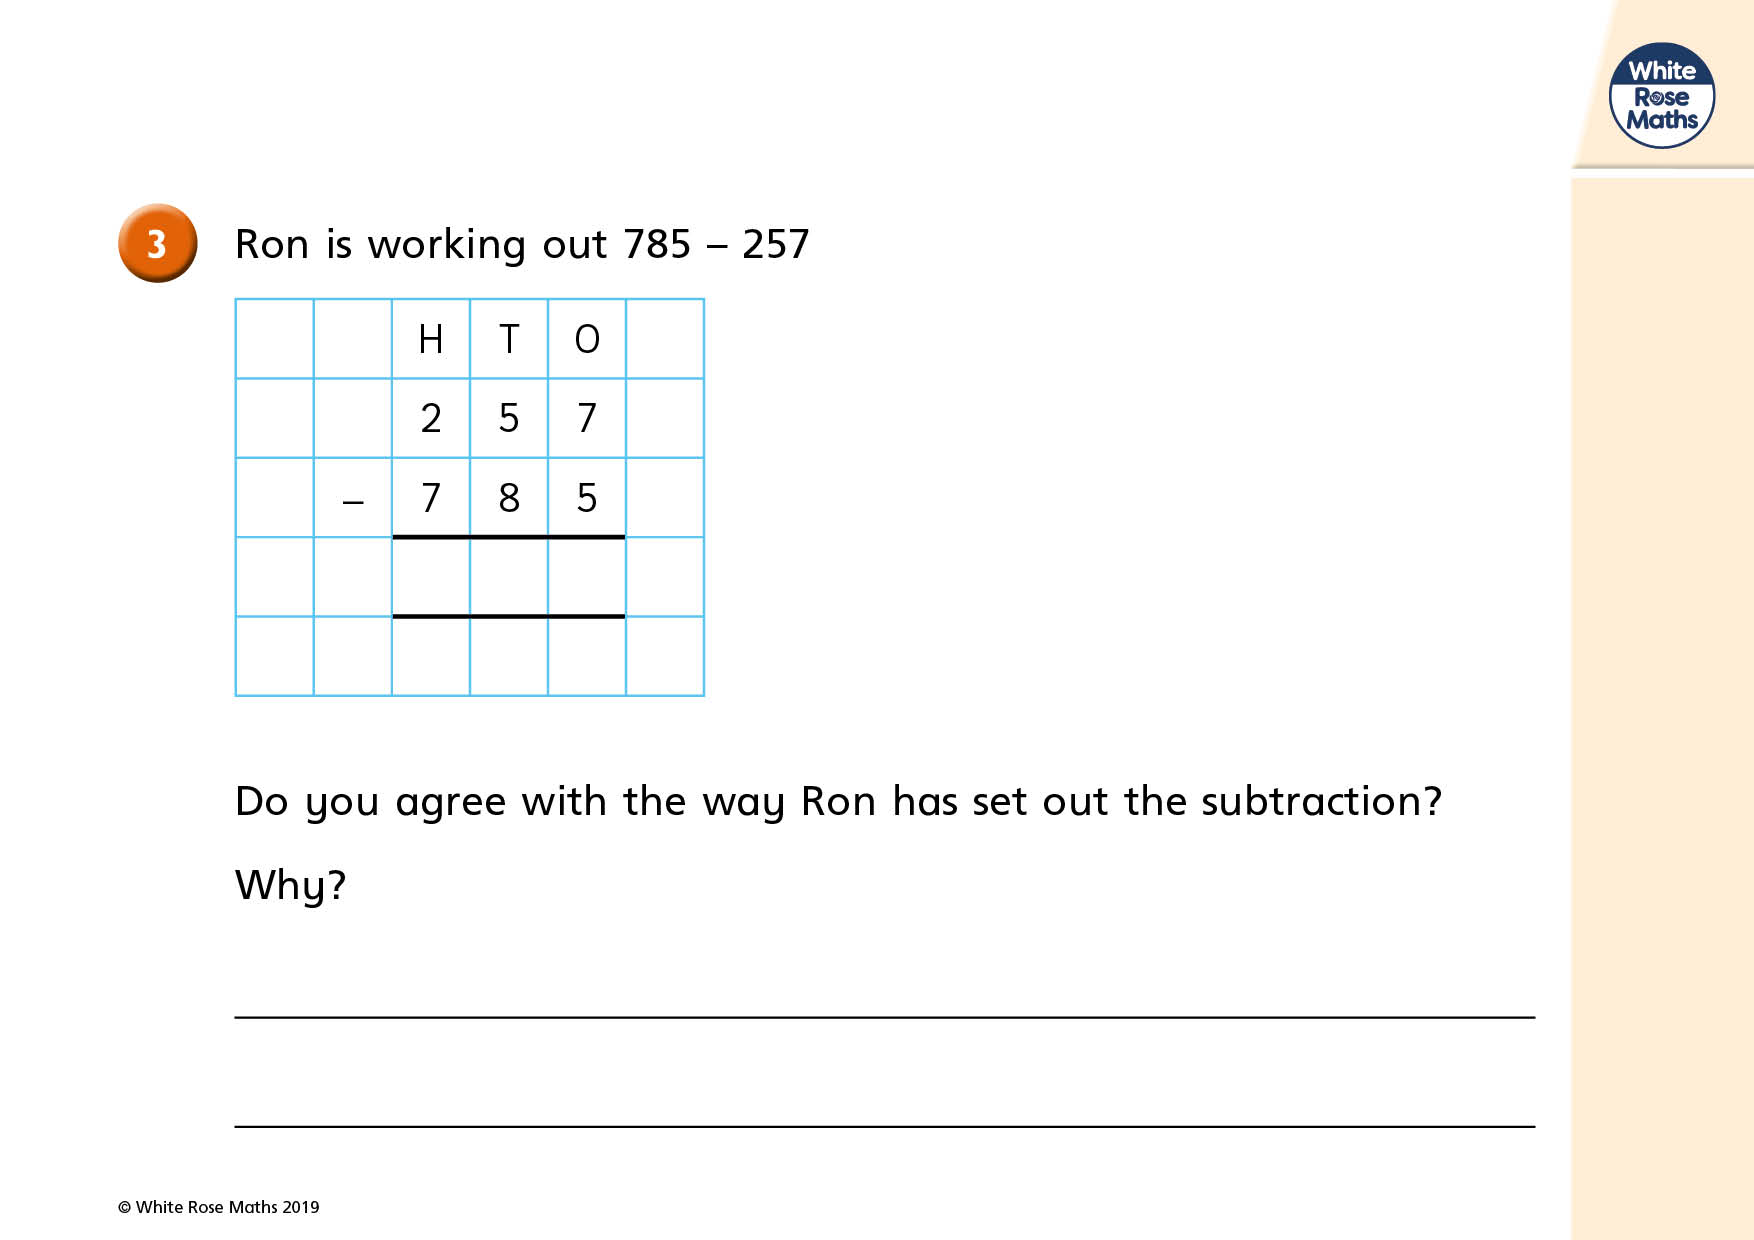 White
Rose
Maths
3 Ron is working out 785 – 257
H T O
2 5 7
– 7 8 5
Do you agree with the way Ron has set out the subtraction?
Why?
© White Rose Maths 2019